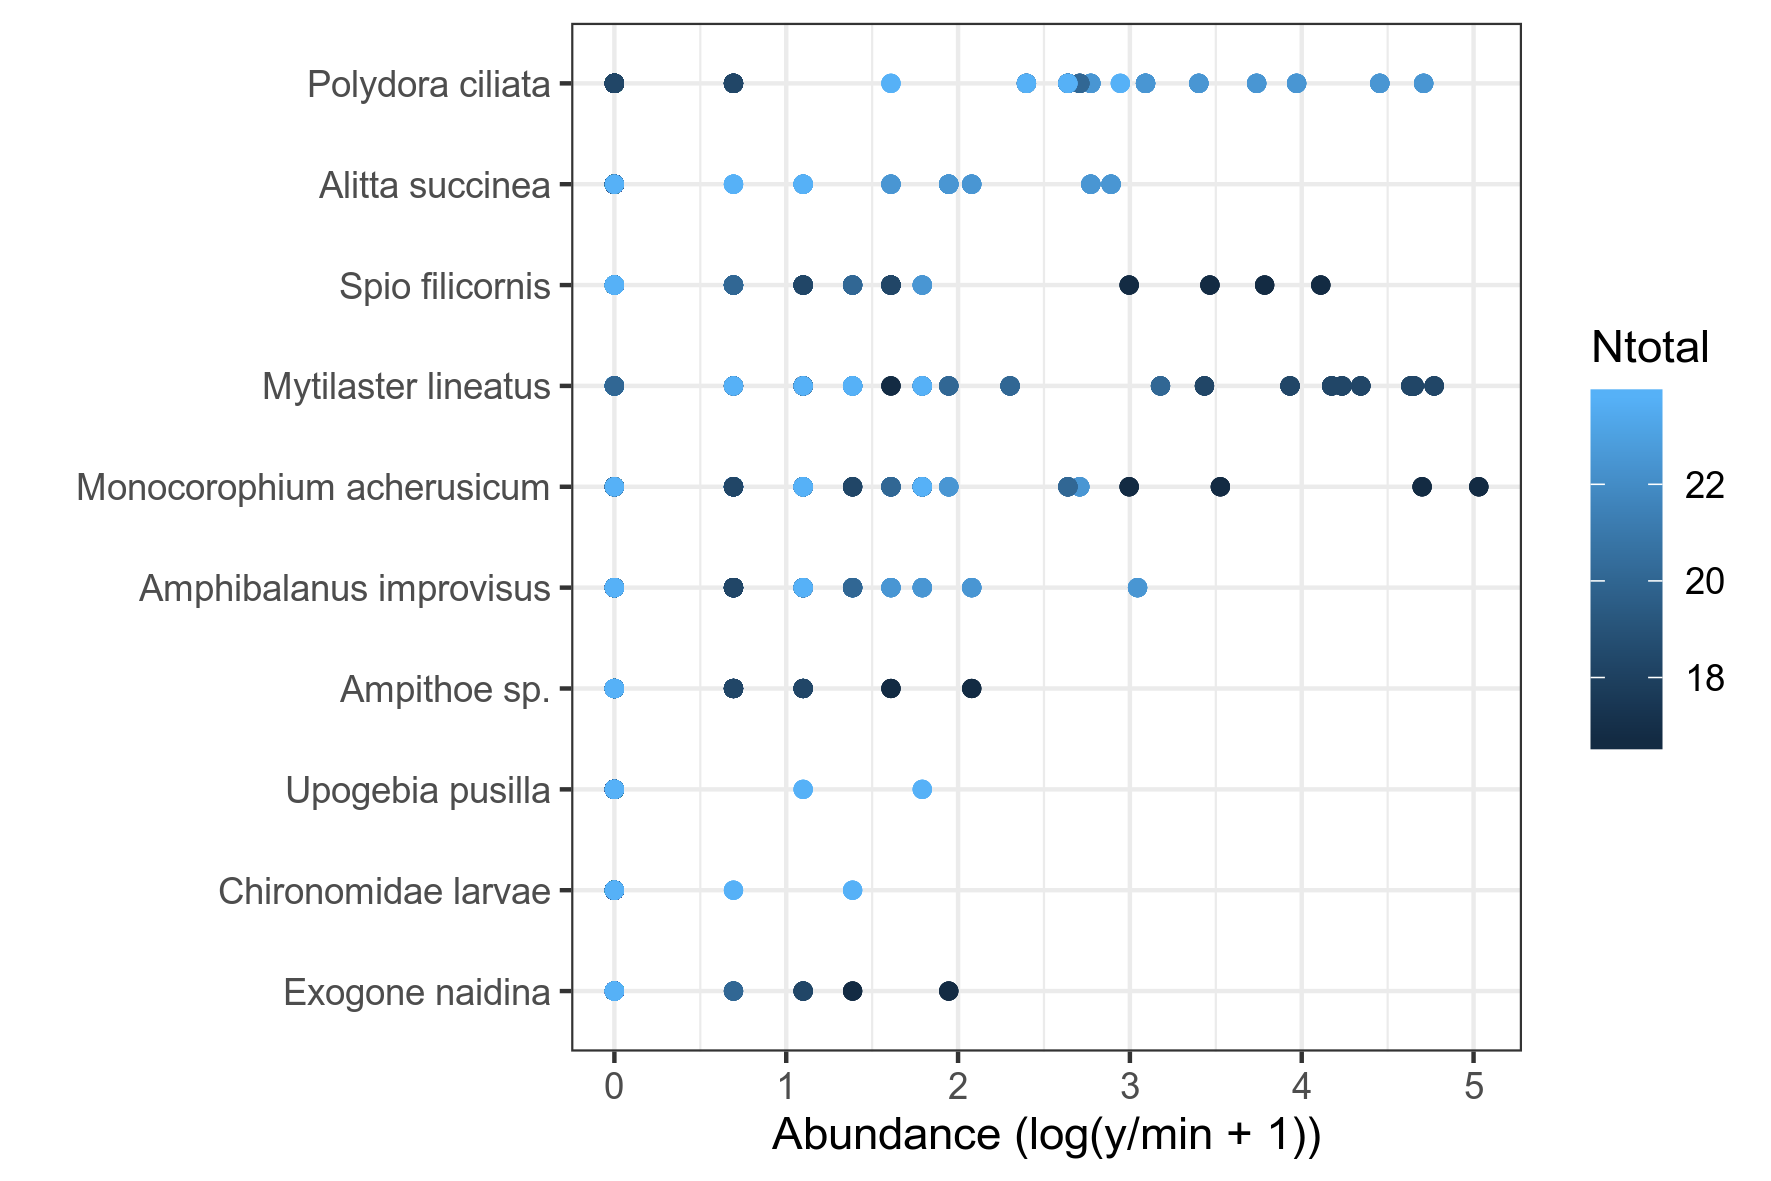 Polydora ciliata
Alitta succinea
Spio filicornis
Mytilaster lineatus
Monocorophium acherusicum
Amphibalanus improvisus
Ampithoe sp.
Upogebia pusilla
Chironomidae larvae
Exogone naidina
0 1 2 3 4 5
Abundance (log(y/min + 1))
Ntotal
22
20
18